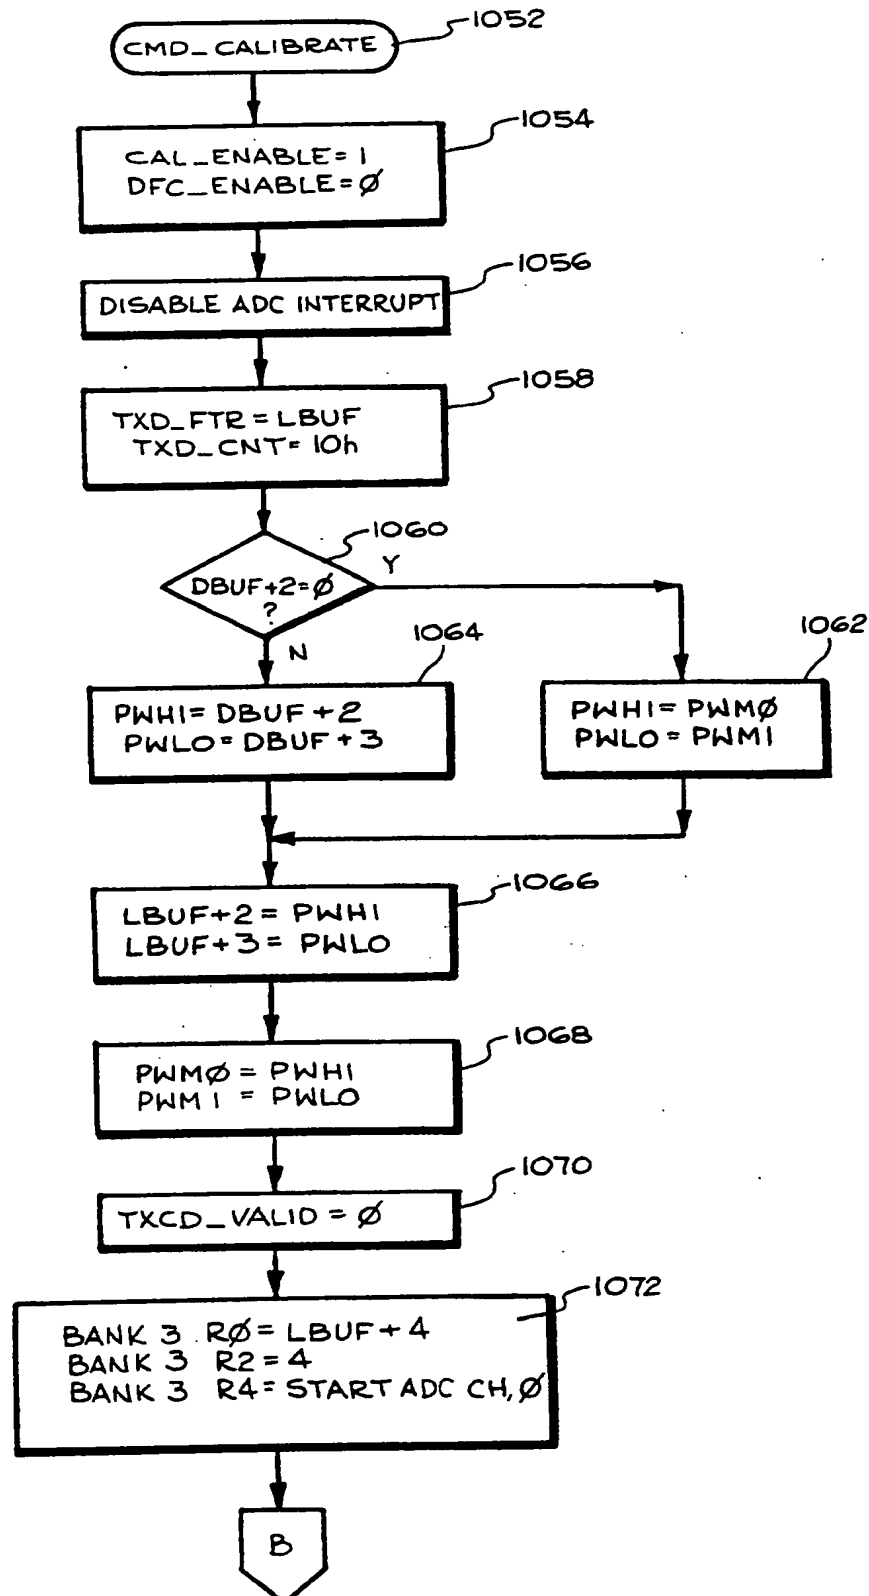 1052
CMD_CALIBRATE
1054
CAL_ENABLE=1
DFC_ENABLE=Ø
1056
DISABLE ADC INTERRUPT
1058
TXD_FTR=LBUF
TXD_CNT=10h
1060
DBUF+2=Ø
?
Y
N
1064
PWHI=DBUF+2
PWLO=DBUF+3
1062
PWHI=PWMØ
PWLO=PWM1
1066
LBUF+2=PWHI
LBUF+3=PWLO
1068
PWMØ=PWHI
PWM1=PWLO
1070
TXCD_VALID=Ø
1072
BANK 3 RØ=LBUF+4
BANK 3 R2=4
BANK 3 R4=START ADC CH,Ø
B